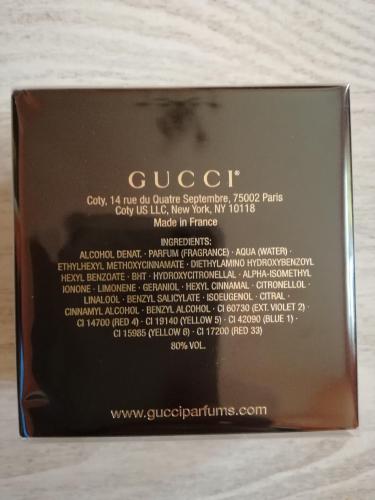 GUCCI®
Coty, 14 rue du Quatre Septembre, 75002 Paris
Coty US LLC, New York, NY 10118
Made in France
INGREDIENTS:
ALCOHOL DENAT. · PARFUM (FRAGRANCE) · AQUA (WATER) ·
ETHYLHEXYL METHOXYCINNAMATE · DIETHYLAMINO HYDROXYBENZOYL
HEXYL BENZOATE · BHT · HYDROXYCITRONELLAL · ALPHA-ISOMETHYL
IONONE · LIMONENE · GERANIOL · HEXYL CINNAMAL · CITRONELLOL ·
LINALOOL · BENZYL SALICYLATE · ISOEUGENOL · CITRAL ·
CINNAMYL ALCOHOL · BENZYL ALCOHOL · CI 60730 (EXT. VIOLET 2) ·
CI 14700 (RED 4) · CI 19140 (YELLOW 5) · CI 42090 (BLUE 1) ·
CI 15985 (YELLOW 6) · CI 17200 (RED 33)
80% VOL.
www.gucciparfums.com